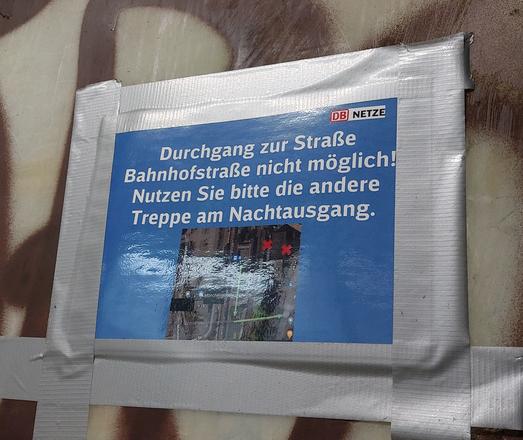 DB NETZE
Durchgang zur Straße
Bahnhofstraße nicht möglich!
Nutzen Sie bitte die andere
Treppe am Nachtausgang.